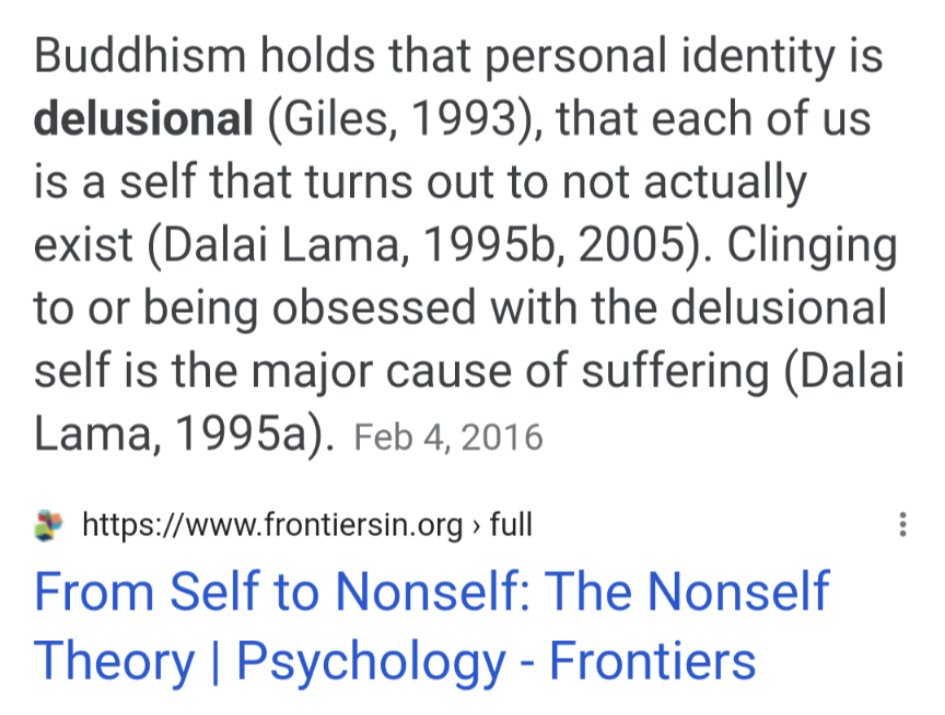 Buddhism holds that personal identity is
delusional (Giles, 1993), that each of us
is a self that turns out to not actually
exist (Dalai Lama, 1995b, 2005). Clinging
to or being obsessed with the delusional
self is the major cause of suffering (Dalai
Lama, 1995a). Feb 4, 2016
https://www.frontiersin.org › full
From Self to Nonself: The Nonself
Theory | Psychology - Frontiers